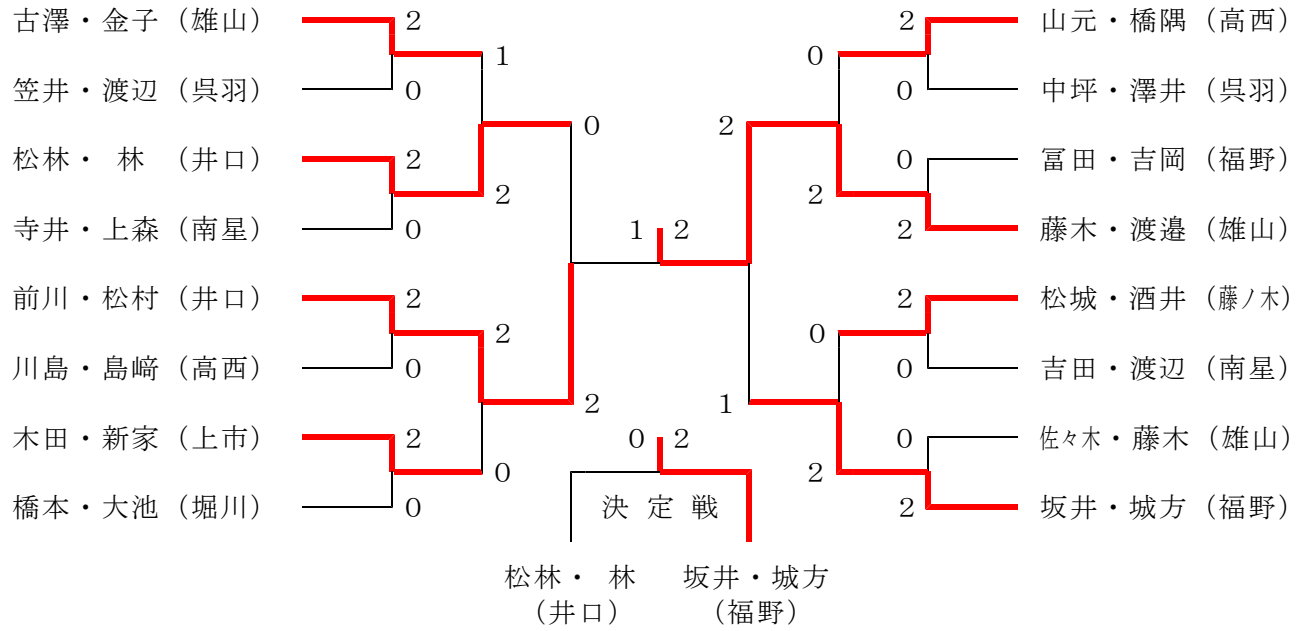 古澤・金子（雄山） 2 2 山元・橋隅（高西）
1 0
笠井・渡辺（呉羽） 0 0 中坪・澤井（呉羽）
0 2
松林・ 林 （井口） 2 0 冨田・吉岡（福野）
2 2
寺井・上森（南星） 0 1 2 2 藤木・渡邉（雄山）
前川・松村（井口） 2 2 松城・酒井（藤ノ木）
2 0
川島・島﨑（高西） 0 0 吉田・渡辺（南星）
2 1
木田・新家（上市） 2 0 2 0 佐々木・藤木（雄山）
0 2
橋本・大池（堀川） 0 決 定 戦 2 坂井・城方（福野）
松林・ 林 坂井・城方
（井口） （福野）